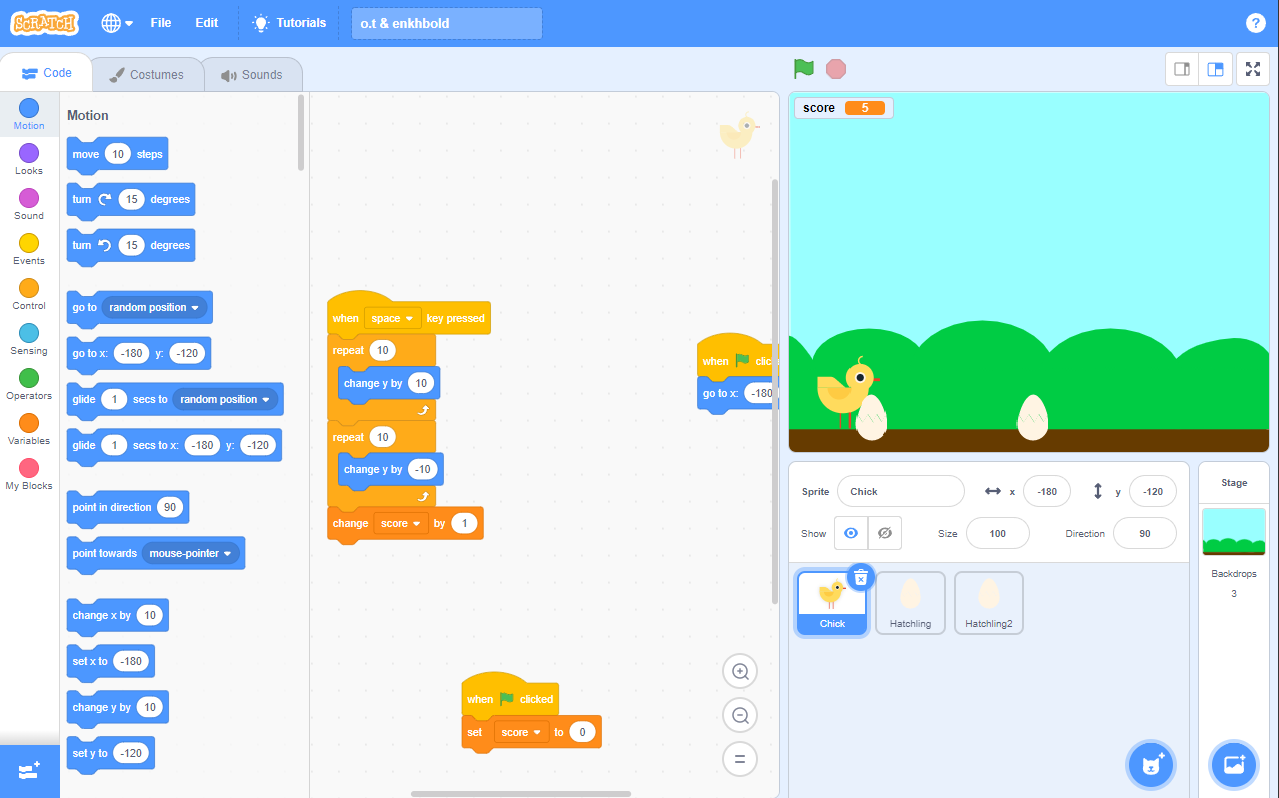 SCRATCH
File
Edit
Tutorials
o.t & enkhbold
?
Code
Costumes
Sounds
Motion
Looks
Sound
Events
Control
Sensing
Operators
Variables
My Blocks
Motion
move 10 steps
turn 15 degrees
turn 15 degrees
go to random position
go to x: -180 y: -120
glide 1 secs to random position
glide 1 secs to x: -180 y: -120
point in direction 90
point towards mouse-pointer
change x by 10
set x to -180
change y by 10
set y to -120
when space key pressed
repeat 10
change y by 10
repeat 10
change y by -10
change score by 1
when clicked
set score to 0
when clic
go to x: -180
score 5
Sprite Chick x -180 y -120
Show Size 100 Direction 90
Chick
Hatchling
Hatchling2
Stage
Backdrops
3